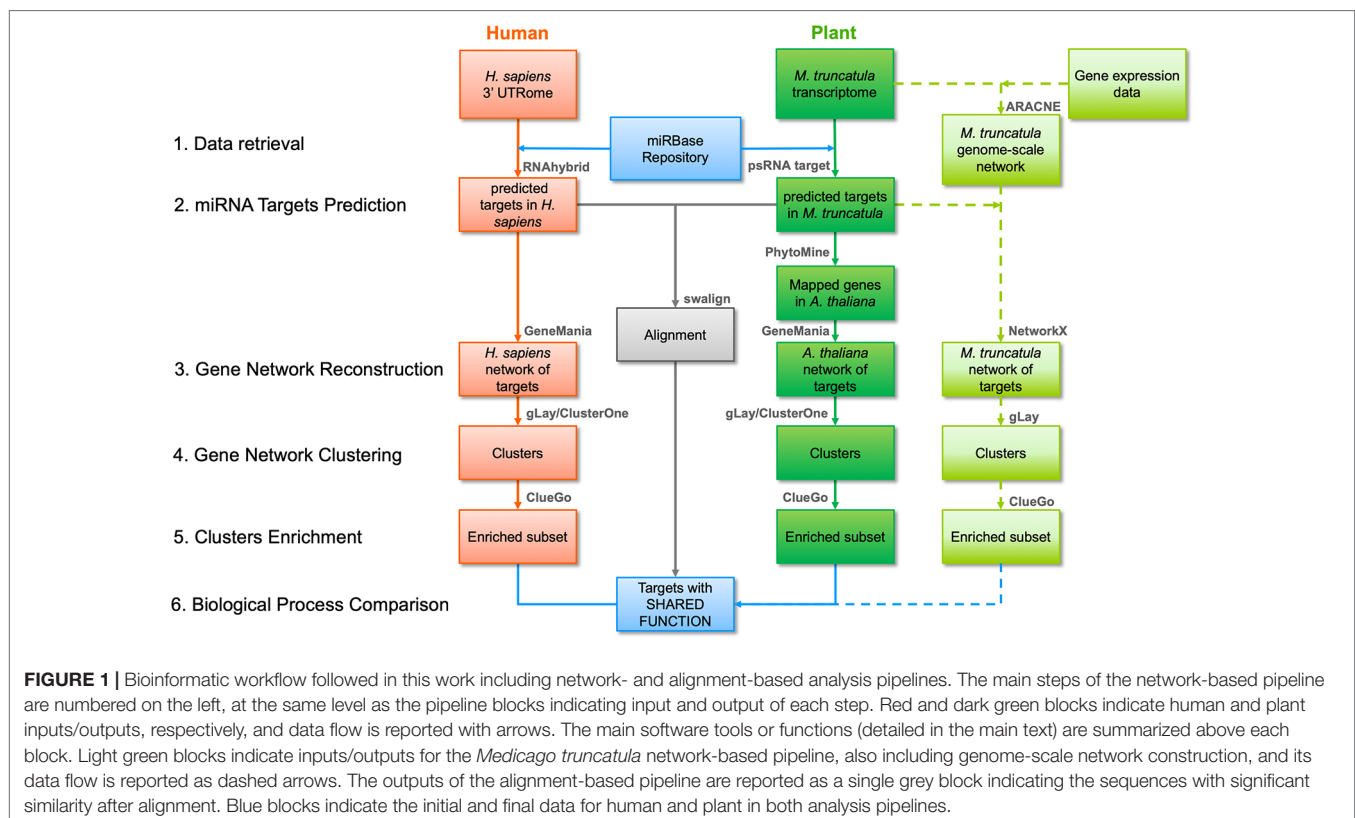 Human
Plant
H. sapiens
3’ UTRome
M. truncatula
transcriptome
Gene expression
data
ARACNE
1. Data retrieval
miRBase
Repository
M. truncatula
genome-scale
network
RNAhybrid
psRNA target
2. miRNA Targets Prediction
predicted
targets in H.
sapiens
predicted targets
in M. truncatula
PhytoMine
Mapped genes
in A. thaliana
swalign
Alignment
GeneMania
GeneMania
NetworkX
3. Gene Network Reconstruction
H. sapiens
network of
targets
A. thaliana
network of
targets
M. truncatula
network of
targets
gLay/ClusterOne
gLay/ClusterOne
gLay
4. Gene Network Clustering
Clusters
Clusters
Clusters
ClueGo
ClueGo
ClueGo
5. Clusters Enrichment
Enriched subset
Enriched subset
Enriched subset
6. Biological Process Comparison
Targets with
SHARED
FUNCTION
FIGURE 1 | Bioinformatic workflow followed in this work including network- and alignment-based analysis pipelines. The main steps of the network-based pipeline
are numbered on the left, at the same level as the pipeline blocks indicating input and output of each step. Red and dark green blocks indicate human and plant
inputs/outputs, respectively, and data flow is reported with arrows. The main software tools or functions (detailed in the main text) are summarized above each
block. Light green blocks indicate inputs/outputs for the Medicago truncatula network-based pipeline, also including genome-scale network construction, and its
data flow is reported as dashed arrows. The outputs of the alignment-based pipeline are reported as a single grey block indicating the sequences with significant
similarity after alignment. Blue blocks indicate the initial and final data for human and plant in both analysis pipelines.